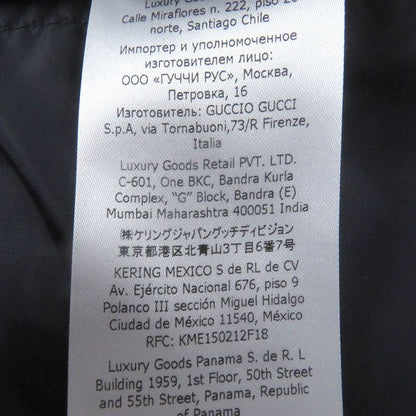 Luxury Goo
Calle Miraflores n. 222, piso 28
norte, Santiago Chile
Импортер и уполномоченное
изготовителем лицо:
ООО «ГУЧЧИ РУС», Москва,
Петровка, 16
Изготовитель: GUCCIO GUCCI
S.p.A, via Tornabuoni,73/R Firenze,
Italia
Luxury Goods Retail PVT. LTD.
C-601, One BKC, Bandra Kurla
Complex, “G” Block, Bandra (E)
Mumbai Maharashtra 400051 India
㈱ケリングジャパングッチディビジョン
東京都港区北青山3丁目6番7号
KERING MEXICO S de RL de CV
Av. Ejército Nacional 676, piso 9
Polanco III sección Miguel Hidalgo
Ciudad de México 11540, México
RFC: KME150212F18
Luxury Goods Panama S. de R. L
Building 1959, 1st Floor, 50th Street
and 55th Street, Panama, Republic
of Panama